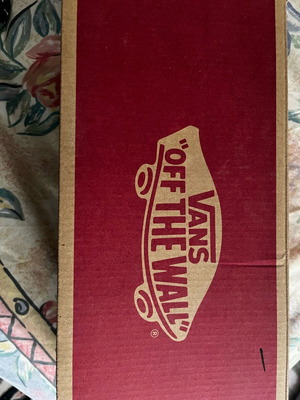 VANS
"OFF THE WALL"
®